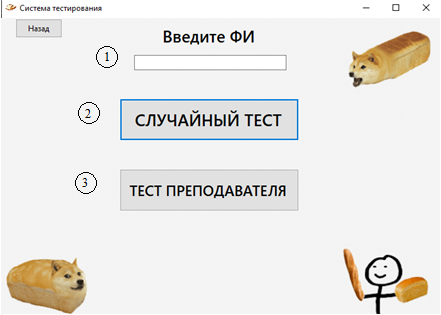 Система тестирования
Назад
Введите ФИ
1
2
СЛУЧАЙНЫЙ ТЕСТ
3
ТЕСТ ПРЕПОДАВАТЕЛЯ